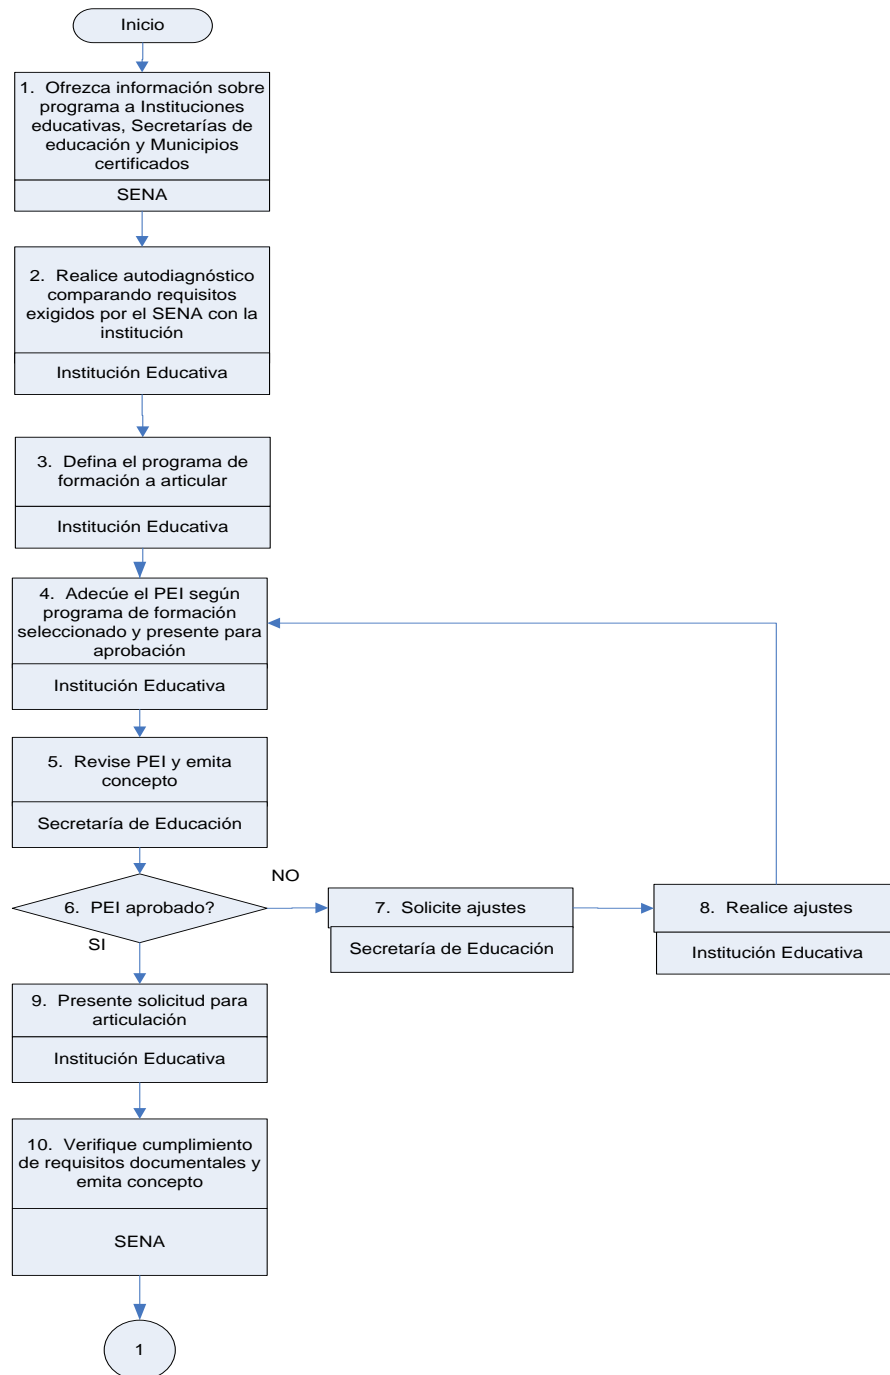 Inicio
1. Ofrezca información sobre
programa a Instituciones
educativas, Secretarías de
educación y Municipios
certificados
SENA
2. Realice autodiagnóstico
comparando requisitos
exigidos por el SENA con la
institución
Institución Educativa
3. Defina el programa de
formación a articular
Institución Educativa
4. Adecúe el PEI según
programa de formación
seleccionado y presente para
aprobación
Institución Educativa
5. Revise PEI y emita
concepto
Secretaría de Educación
6. PEI aprobado?
NO
SI
7. Solicite ajustes
Secretaría de Educación
8. Realice ajustes
Institución Educativa
9. Presente solicitud para
articulación
Institución Educativa
10. Verifique cumplimiento
de requisitos documentales y
emita concepto
SENA
1